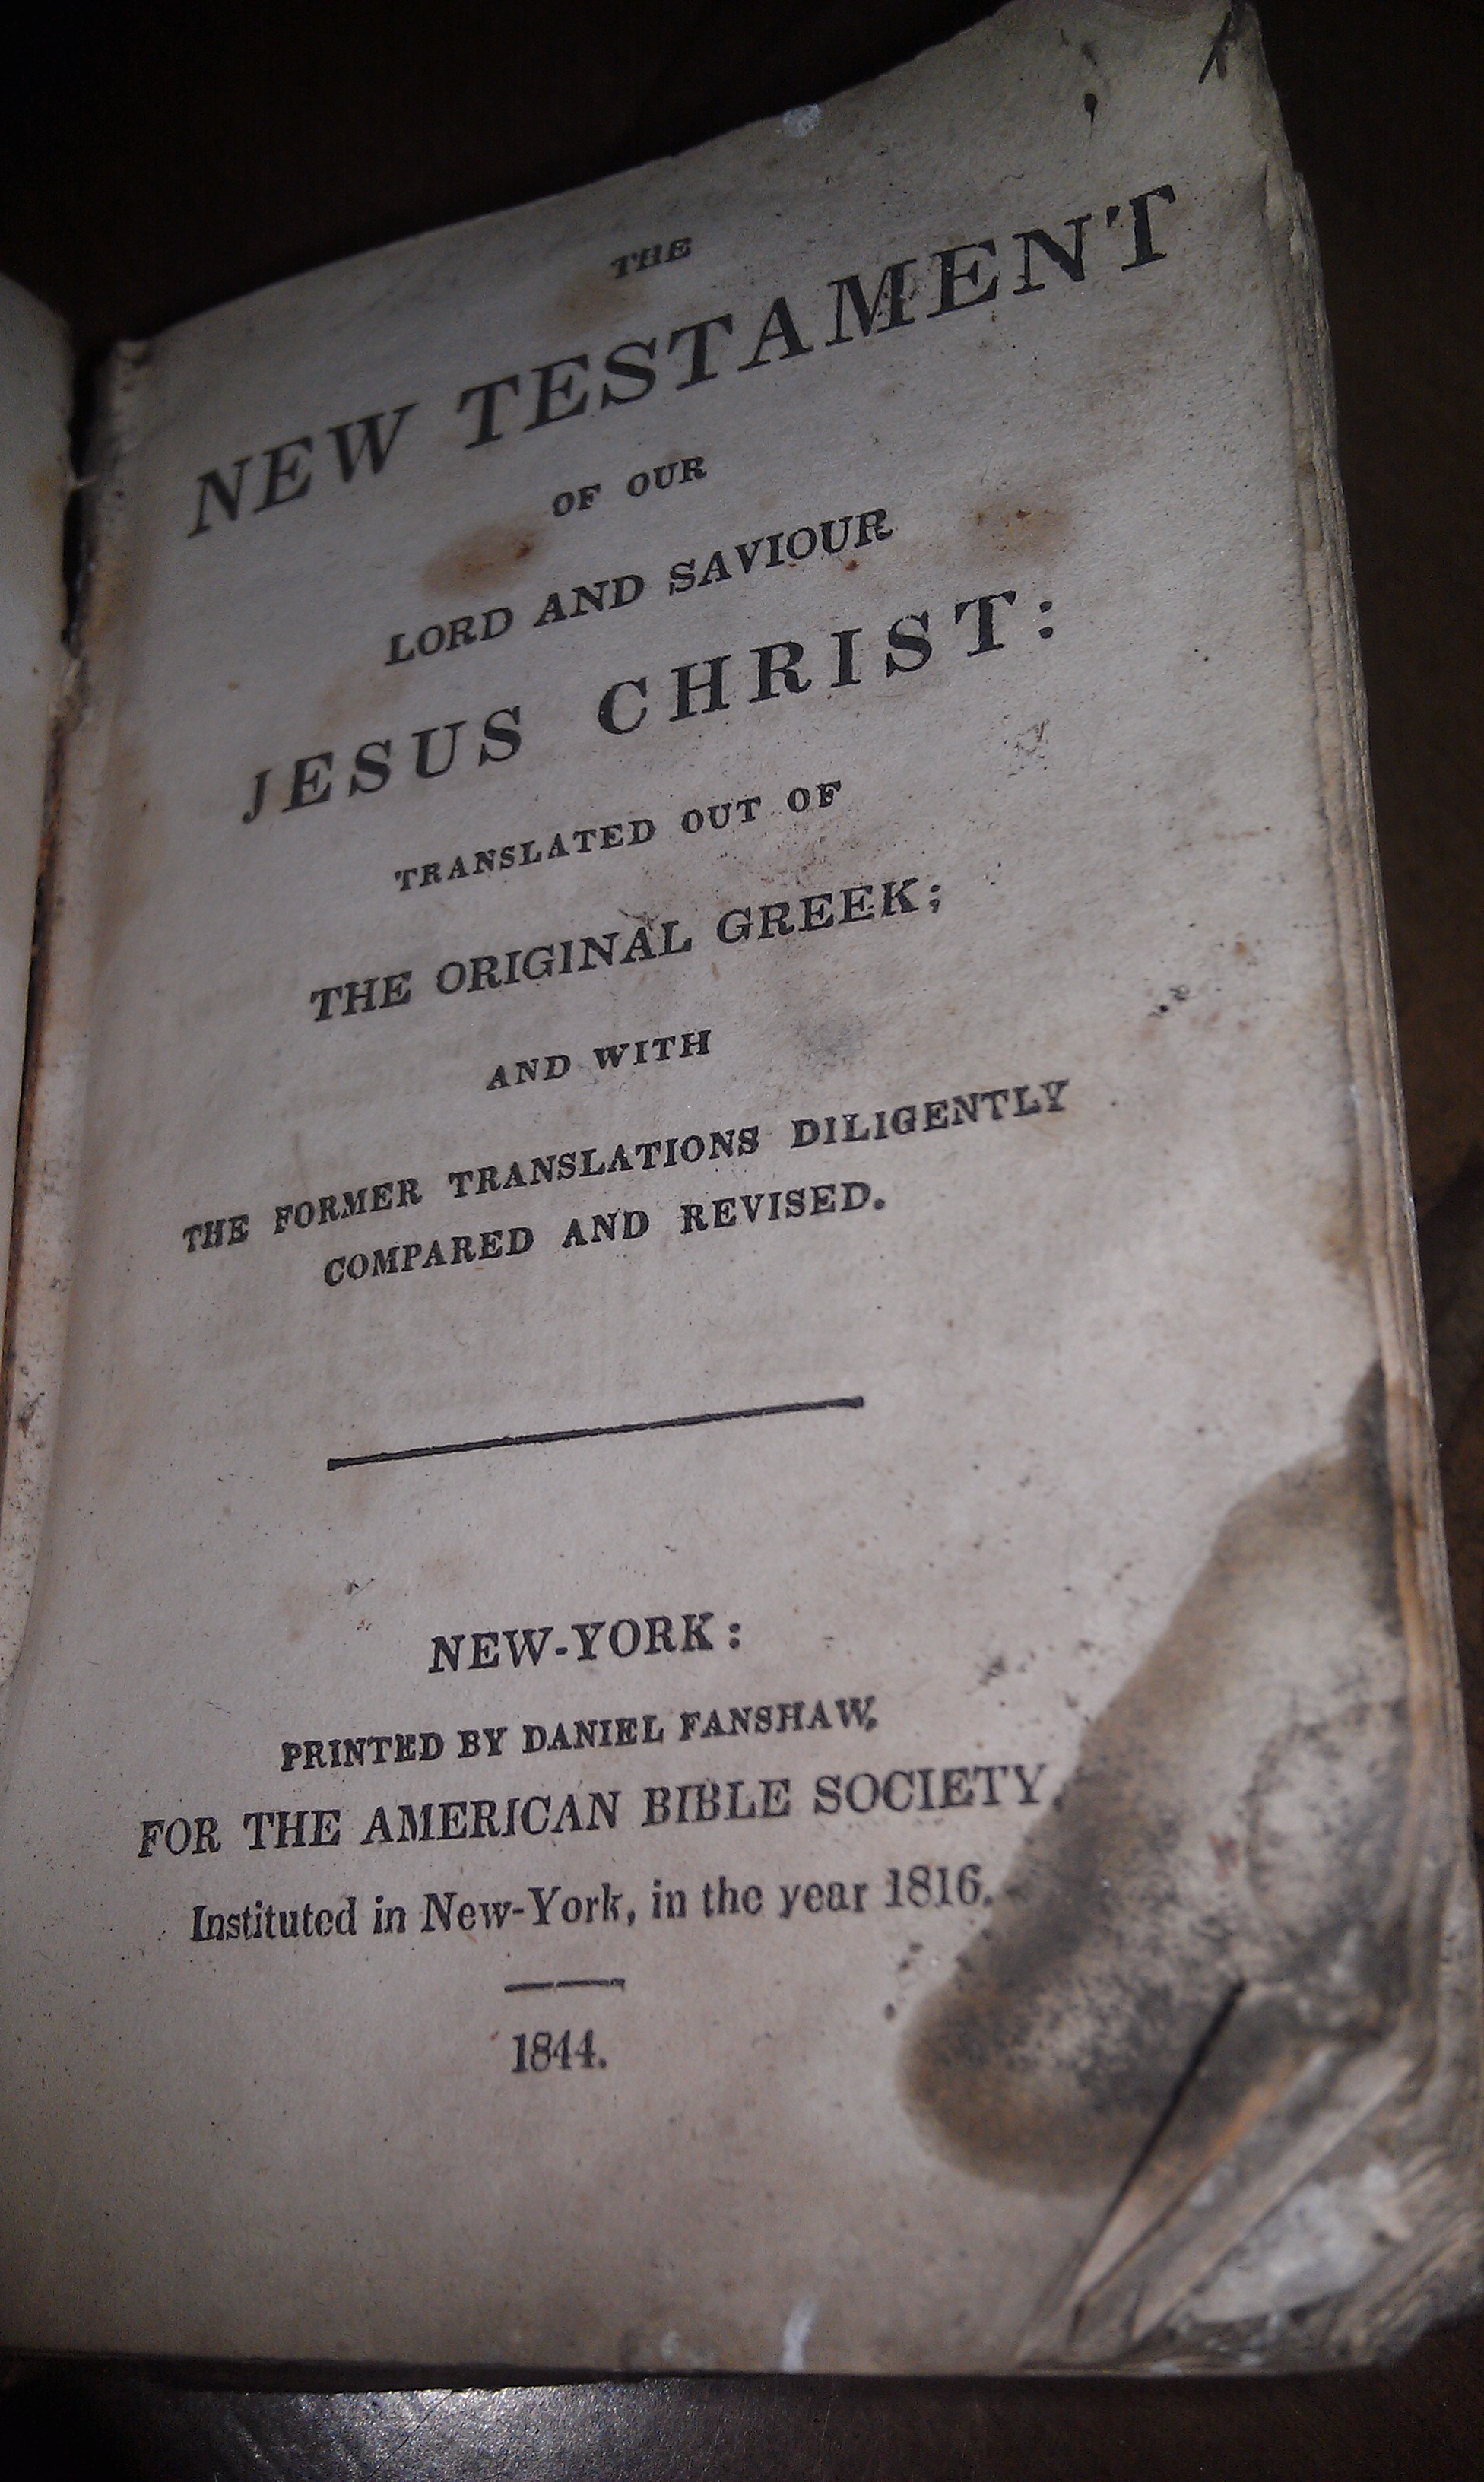 THE
NEW TESTAMENT
OF OUR
LORD AND SAVIOUR
JESUS CHRIST:
TRANSLATED OUT OF
THE ORIGINAL GREEK;
AND WITH
THE FORMER TRANSLATIONS DILIGENTLY
COMPARED AND REVISED.
NEW-YORK:
PRINTED BY DANIEL FANSHAW,
FOR THE AMERICAN BIBLE SOCIETY,
Instituted in New-York, in the year 1816.
1844.